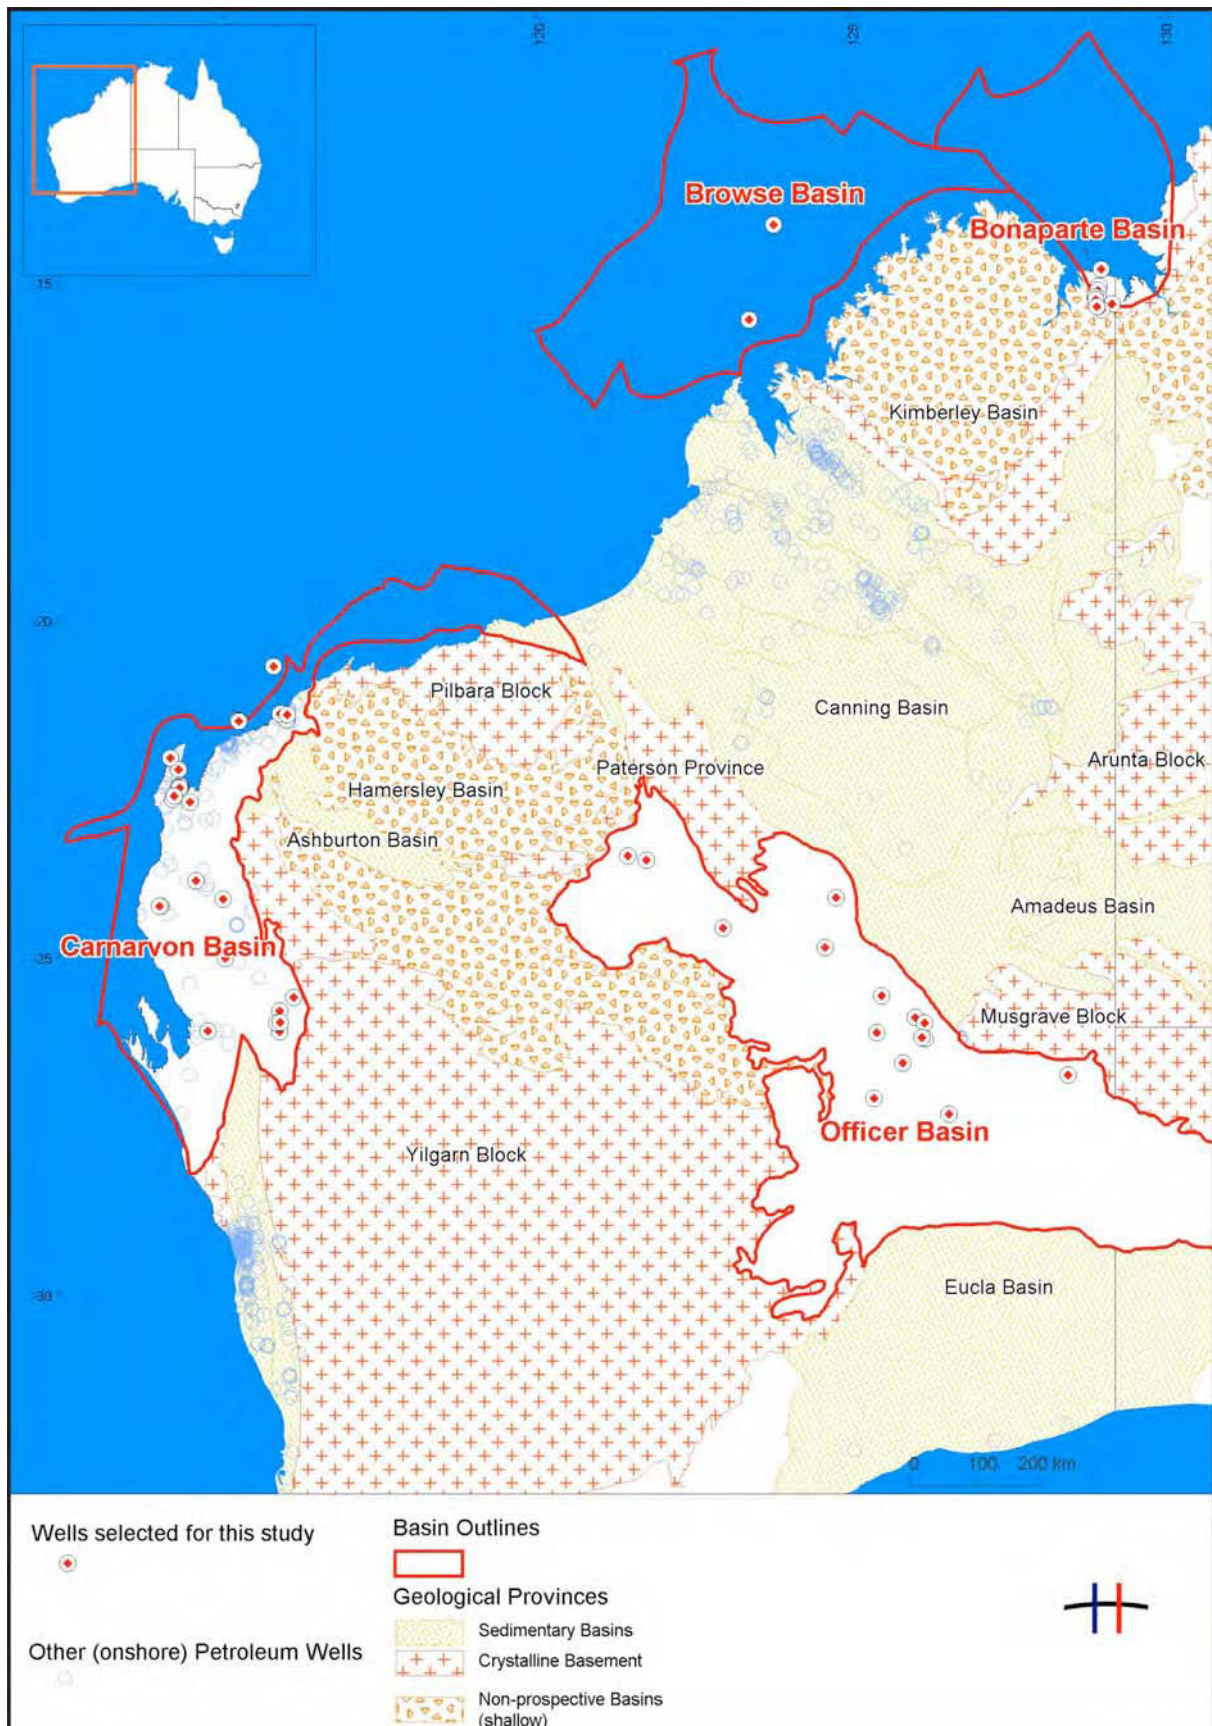 120
125
130
Browse Basin
Bonaparte Basin
15
Kimberley Basin
20
Pilbara Block
Canning Basin
Paterson Province
Arunta Block
Hamersley Basin
Ashburton Basin
Amadeus Basin
Carnarvon Basin
25
Musgrave Block
Officer Basin
Yilgarn Block
Eucla Basin
30
0 100 200 km
Wells selected for this study
Basin Outlines
Geological Provinces
Sedimentary Basins
Other (onshore) Petroleum Wells
Crystalline Basement
Non-prospective Basins
(shallow)